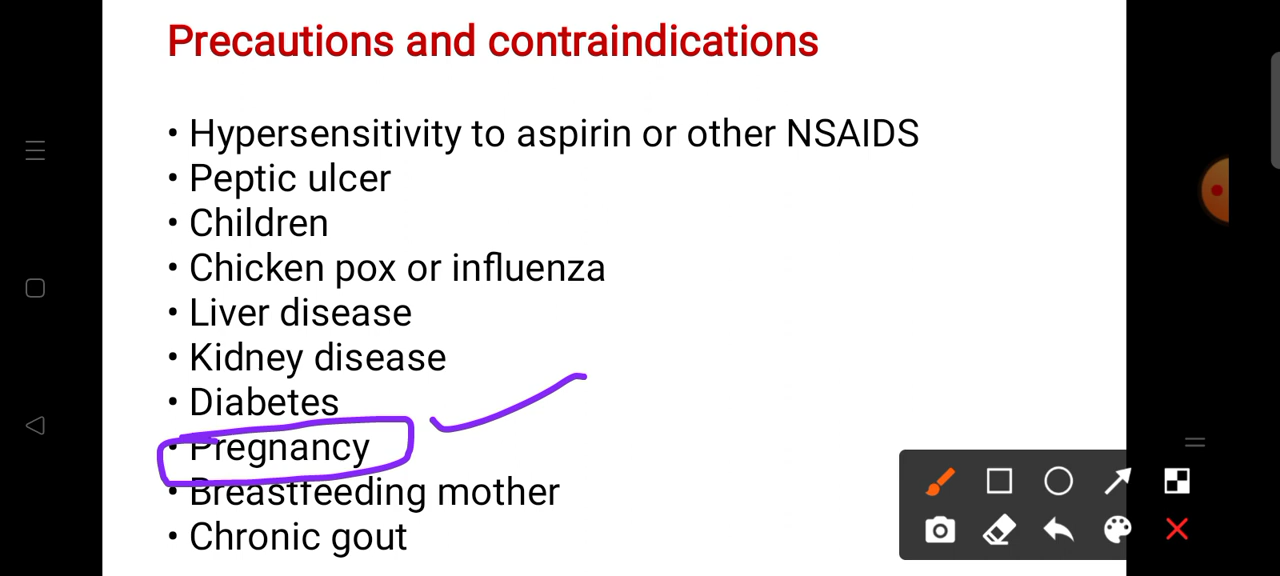 Precautions and contraindications
• Hypersensitivity to aspirin or other NSAIDS
• Peptic ulcer
• Children
• Chicken pox or influenza
• Liver disease
• Kidney disease
• Diabetes
• Pregnancy
• Breastfeeding mother
• Chronic gout